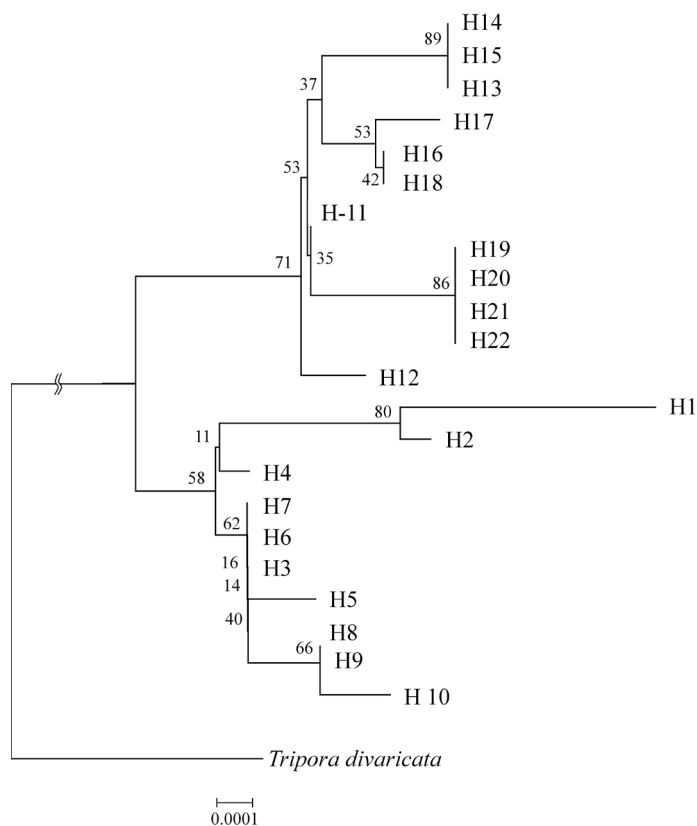 H14
89
H15
H13
37
H17
53
H16
42
H18
53
H-11
35
H19
71
H20
86
H21
H22
H12
80
H1
H2
11
H4
58
H7
62
H6
16
H3
14
H5
40
H8
66
H9
H 10
Tripora divaricata
0.0001